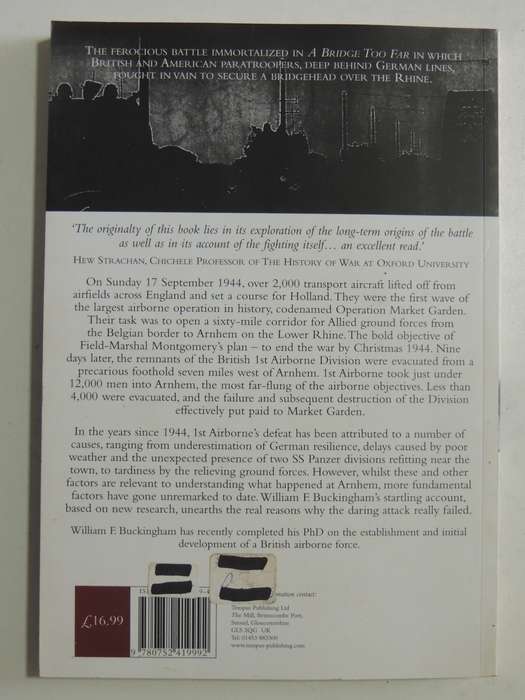 The ferocious battle immortalized in A Bridge Too Far in which
British and American paratroopers, deep behind German lines,
fought in vain to secure a bridgehead over the Rhine.
'The originalty of this book lies in its exploration of the long-term origins of the battle
as well as in its account of the fighting itself... an excellent read.'
Hew Strachan, Chichele Professor of The History of War at Oxford University
On Sunday 17 September 1944, over 2,000 transport aircraft lifted off from
airfields across England and set a course for Holland. They were the first wave of
the largest airborne operation in history, codenamed Operation Market Garden.
Their task was to open a sixty-mile corridor for Allied ground forces from
the Belgian border to Arnhem on the Lower Rhine. The bold objective of
Field-Marshal Montgomery's plan – to end the war by Christmas 1944. Nine
days later, the remnants of the British 1st Airborne Division were evacuated from a
precarious foothold seven miles west of Arnhem. 1st Airborne took just under
12,000 men into Arnhem, the most far-flung of the airborne objectives. Less than
4,000 were evacuated, and the failure and subsequent destruction of the Division
effectively put paid to Market Garden.
In the years since 1944, 1st Airborne's defeat has been attributed to a number of
causes, ranging from underestimation of German resilience, delays caused by poor
weather and the unexpected presence of two SS Panzer divisions refitting near the
town, to tardiness by the relieving ground forces. However, whilst these and other
factors are relevant to understanding what happened at Arnhem, more fundamental
factors have gone unremarked to date. William F. Buckingham's startling account,
based on new research, unearths the real reasons why the daring attack really failed.
William F. Buckingham has recently completed his PhD on the establishment and initial
development of a British airborne force.
contact:
Tempus Publishing Ltd
The Mill, Brimscombe Port,
Stroud, Gloucestershire
GL5 2QG UK
Tel: 01453 883300
www.tempus-publishing.com
£16.99
9 780752 419992